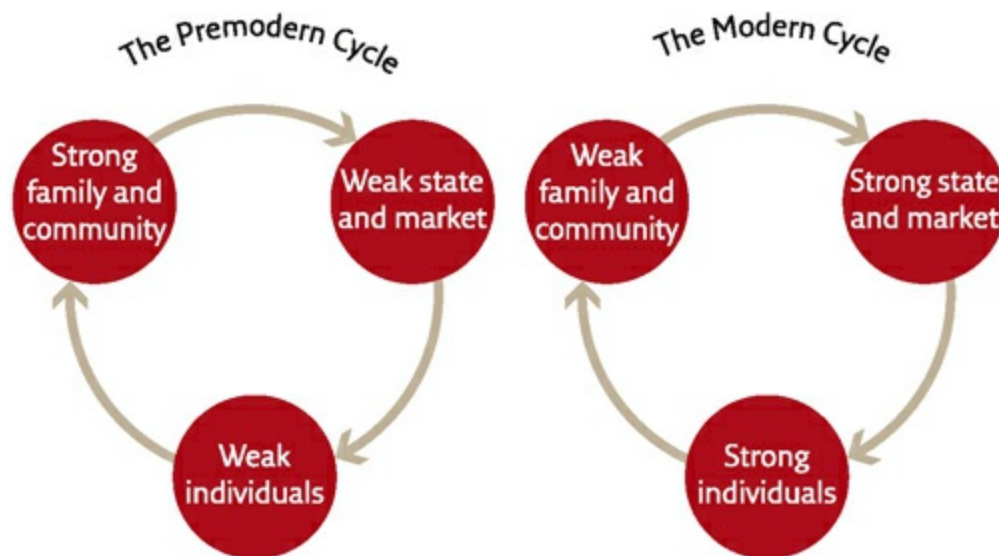 The Premodern Cycle
Strong
family and
community
Weak state
and market
Weak
individuals
The Modern Cycle
Weak
family and
community
Strong state
and market
Strong
individuals